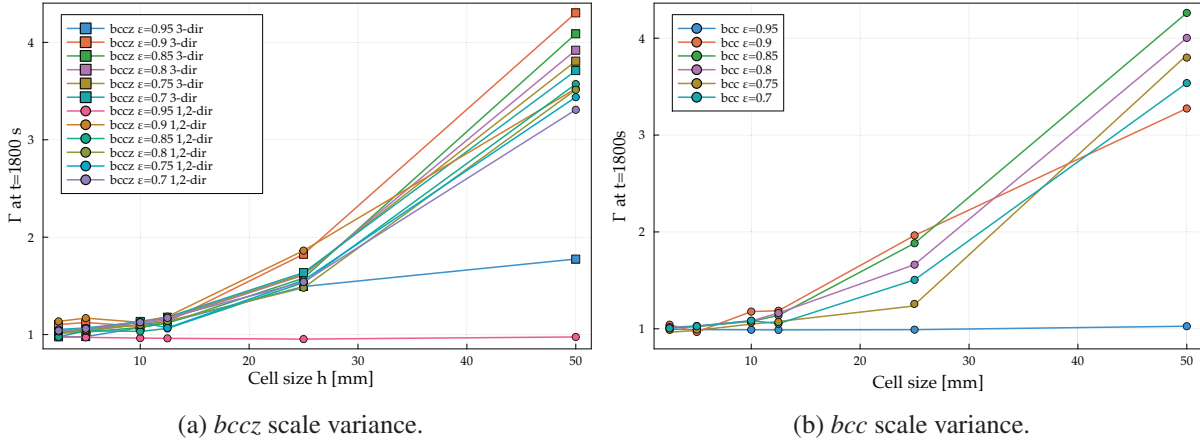 4
3
2
1
Γ at t=1800 s
bccz ε=0.95 3-dir
bccz ε=0.9 3-dir
bccz ε=0.85 3-dir
bccz ε=0.8 3-dir
bccz ε=0.75 3-dir
bccz ε=0.7 3-dir
bccz ε=0.95 1,2-dir
bccz ε=0.9 1,2-dir
bccz ε=0.85 1,2-dir
bccz ε=0.8 1,2-dir
bccz ε=0.75 1,2-dir
bccz ε=0.7 1,2-dir
10 20 30 40 50
Cell size h [mm]
(a) bccz scale variance.
4
3
2
1
Γ at t=1800s
bcc ε=0.95
bcc ε=0.9
bcc ε=0.85
bcc ε=0.8
bcc ε=0.75
bcc ε=0.7
10 20 30 40 50
Cell size [mm]
(b) bcc scale variance.